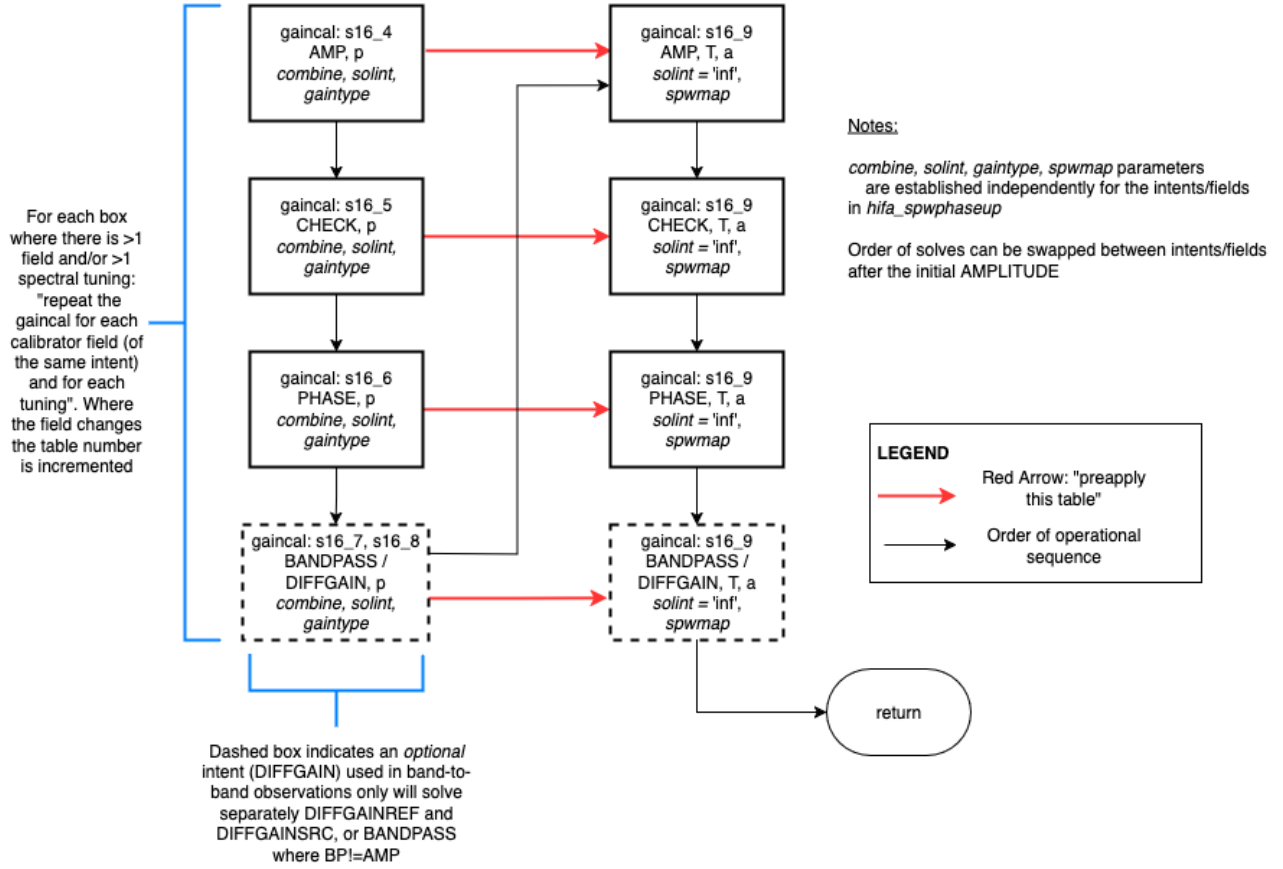 gaincal: s16_4
AMP, p
combine, solint,
gaintype
gaincal: s16_9
AMP, T, a
solint = 'inf',
spwmap
Notes:
combine, solint, gaintype, spwmap parameters
are established independently for the intents/fields
in hifa_spwphaseup
Order of solves can be swapped between intents/fields
after the initial AMPLITUDE
For each box
where there is >1
field and/or >1
spectral tuning:
"repeat the
gaincal for each
calibrator field (of
the same intent)
and for each
tuning". Where
the field changes
the table number
is incremented
gaincal: s16_5
CHECK, p
combine, solint,
gaintype
gaincal: s16_9
CHECK, T, a
solint = 'inf',
spwmap
gaincal: s16_6
PHASE, p
combine, solint,
gaintype
gaincal: s16_9
PHASE, T, a
solint = 'inf',
spwmap
LEGEND
Red Arrow: "preapply
this table"
Order of operational
sequence
gaincal: s16_7, s16_8
BANDPASS /
DIFFGAIN, p
combine, solint,
gaintype
gaincal: s16_9
BANDPASS /
DIFFGAIN, T, a
solint = 'inf',
spwmap
return
Dashed box indicates an optional
intent (DIFFGAIN) used in band-to-
band observations only will solve
separately DIFFGAINREF and
DIFFGAINSRC, or BANDPASS
where BP!=AMP